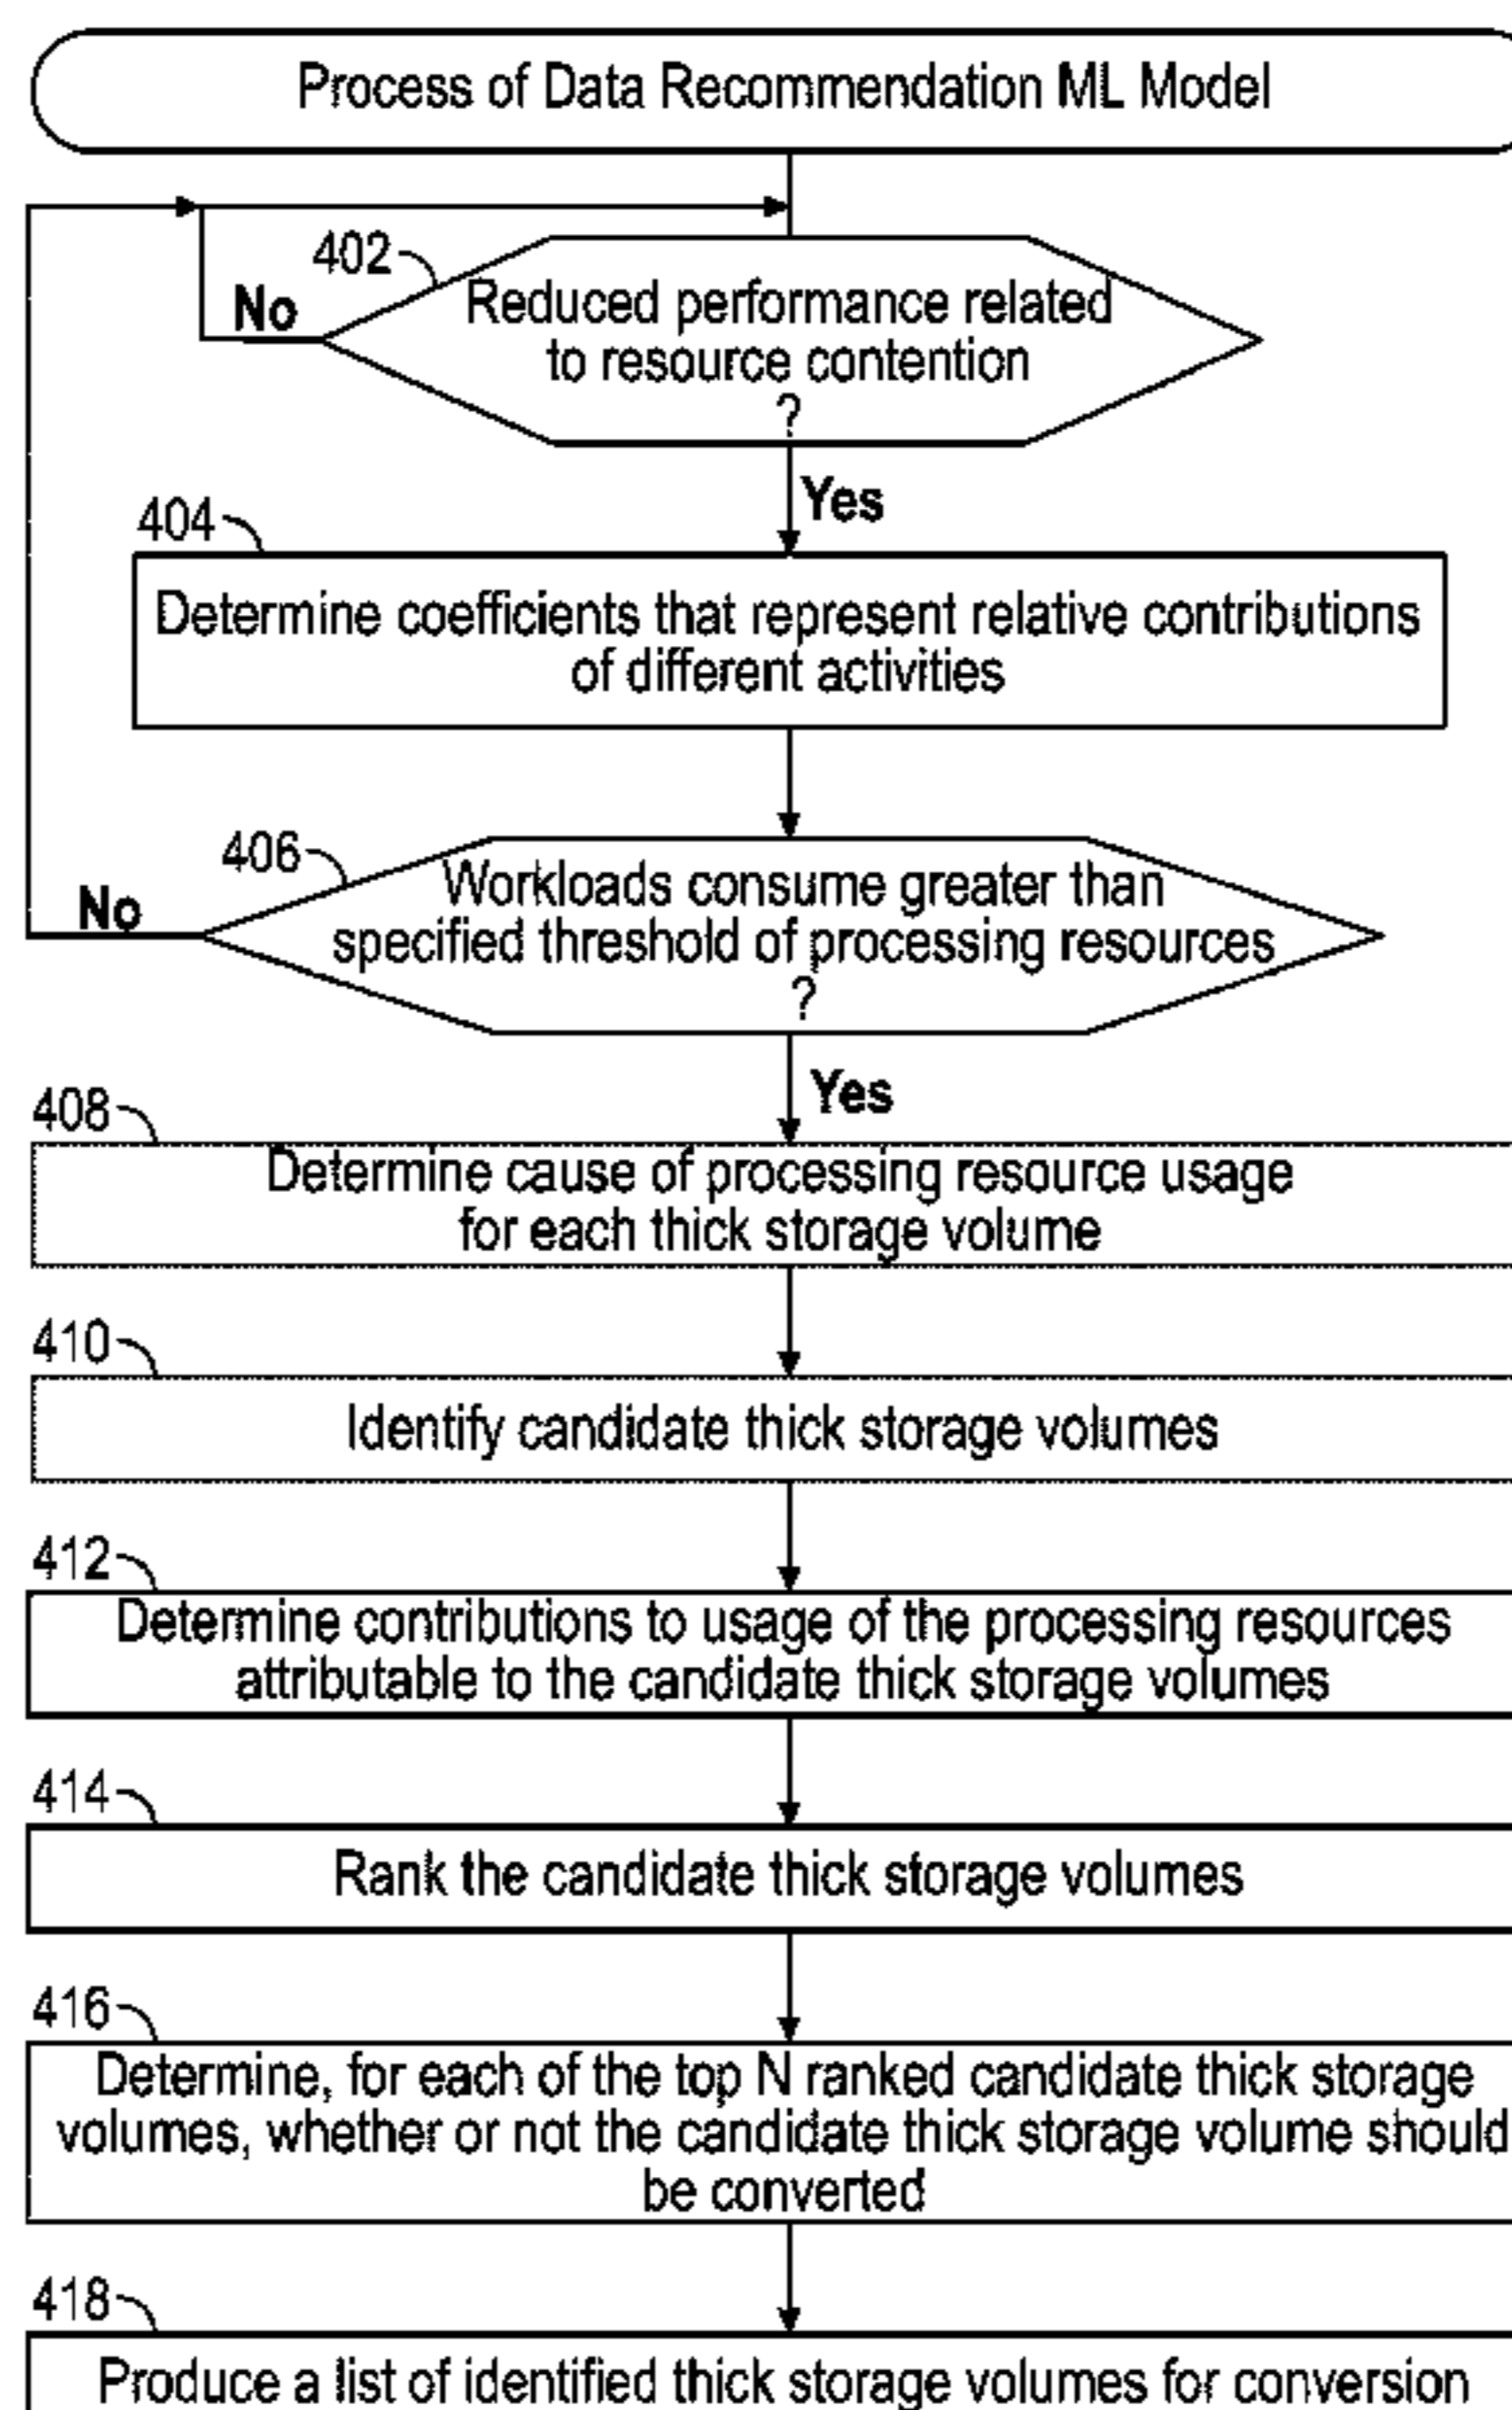 Process of Data Recommendation ML Model
402
No
Reduced performance related
to resource contention
?
Yes
404
Determine coefficients that represent relative contributions
of different activities
406
No
Workloads consume greater than
specified threshold of processing resources
?
Yes
408
Determine cause of processing resource usage
for each thick storage volume
410
Identify candidate thick storage volumes
412
Determine contributions to usage of the processing resources
attributable to the candidate thick storage volumes
414
Rank the candidate thick storage volumes
416
Determine, for each of the top N ranked candidate thick storage
volumes, whether or not the candidate thick storage volume should
be converted
418
Produce a list of identified thick storage volumes for conversion